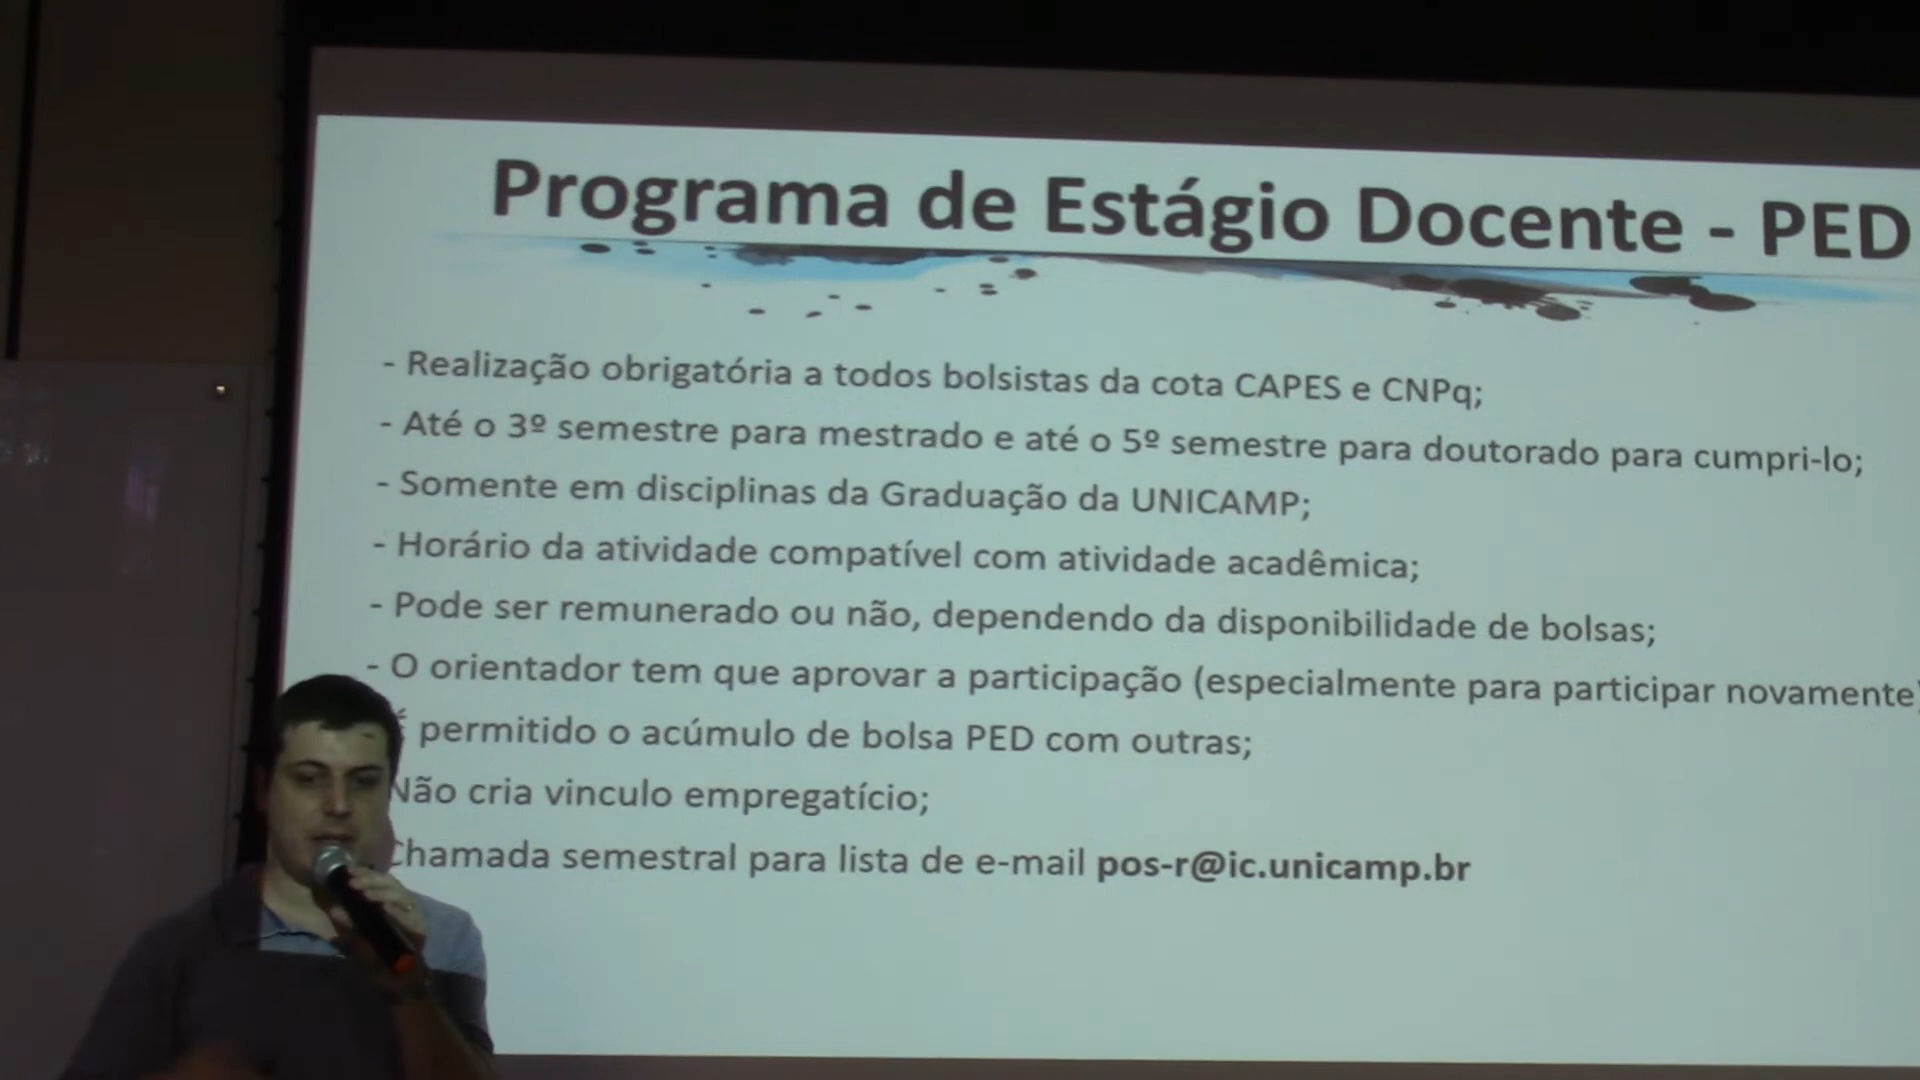 Programa de Estágio Docente - PED
- Realização obrigatória a todos bolsistas da cota CAPES e CNPq;
- Até o 3º semestre para mestrado e até o 5º semestre para doutorado para cumpri-lo;
- Somente em disciplinas da Graduação da UNICAMP;
- Horário da atividade compatível com atividade acadêmica;
- Pode ser remunerado ou não, dependendo da disponibilidade de bolsas;
- O orientador tem que aprovar a participação (especialmente para participar novamente)
É permitido o acúmulo de bolsa PED com outras;
Não cria vinculo empregatício;
Chamada semestral para lista de e-mail pos-r@ic.unicamp.br